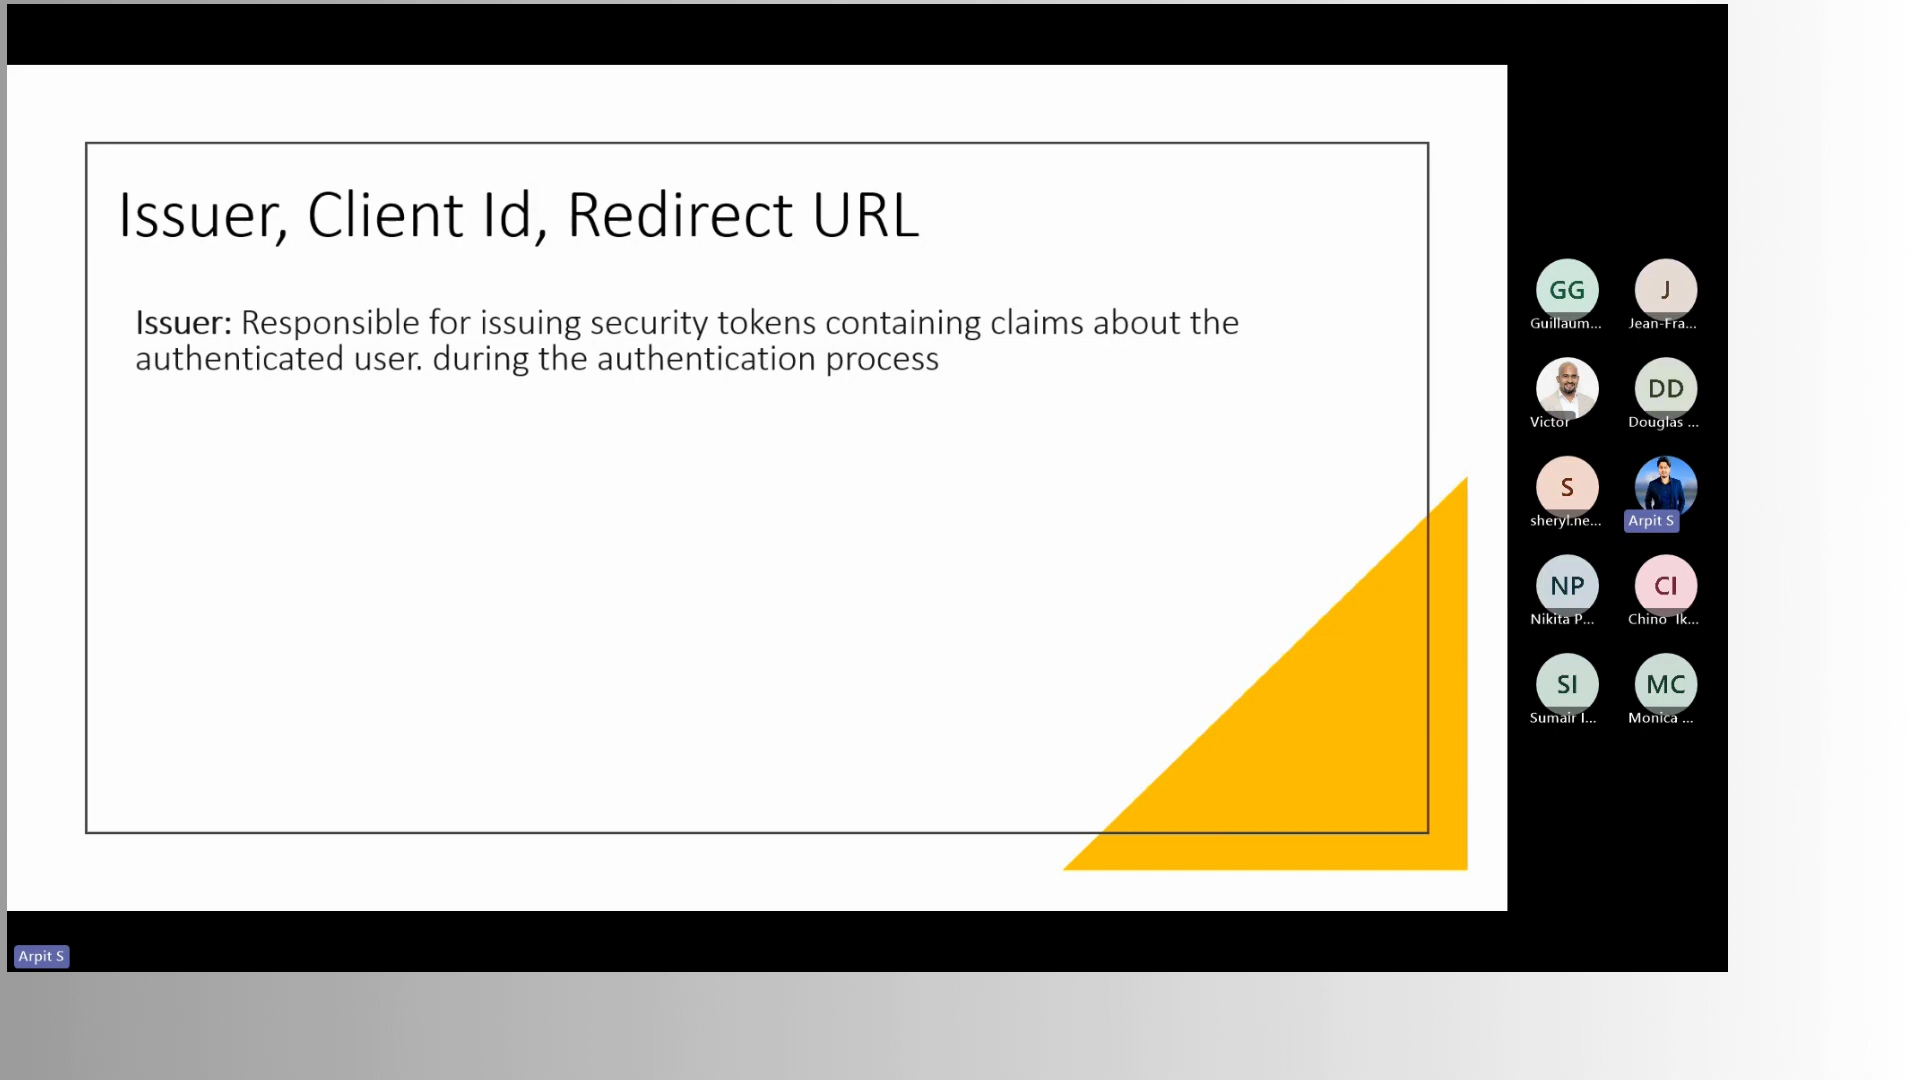 Issuer, Client Id, Redirect URL
Issuer: Responsible for issuing security tokens containing claims about the
authenticated user. during the authentication process
GG
Guillaum...
J
Jean-Fra...
Victor
DD
Douglas ...
S
sheryl.ne...
Arpit S
NP
Nikita P...
CI
Chino Ik...
SI
Sumair I...
MC
Monica ...
Arpit S